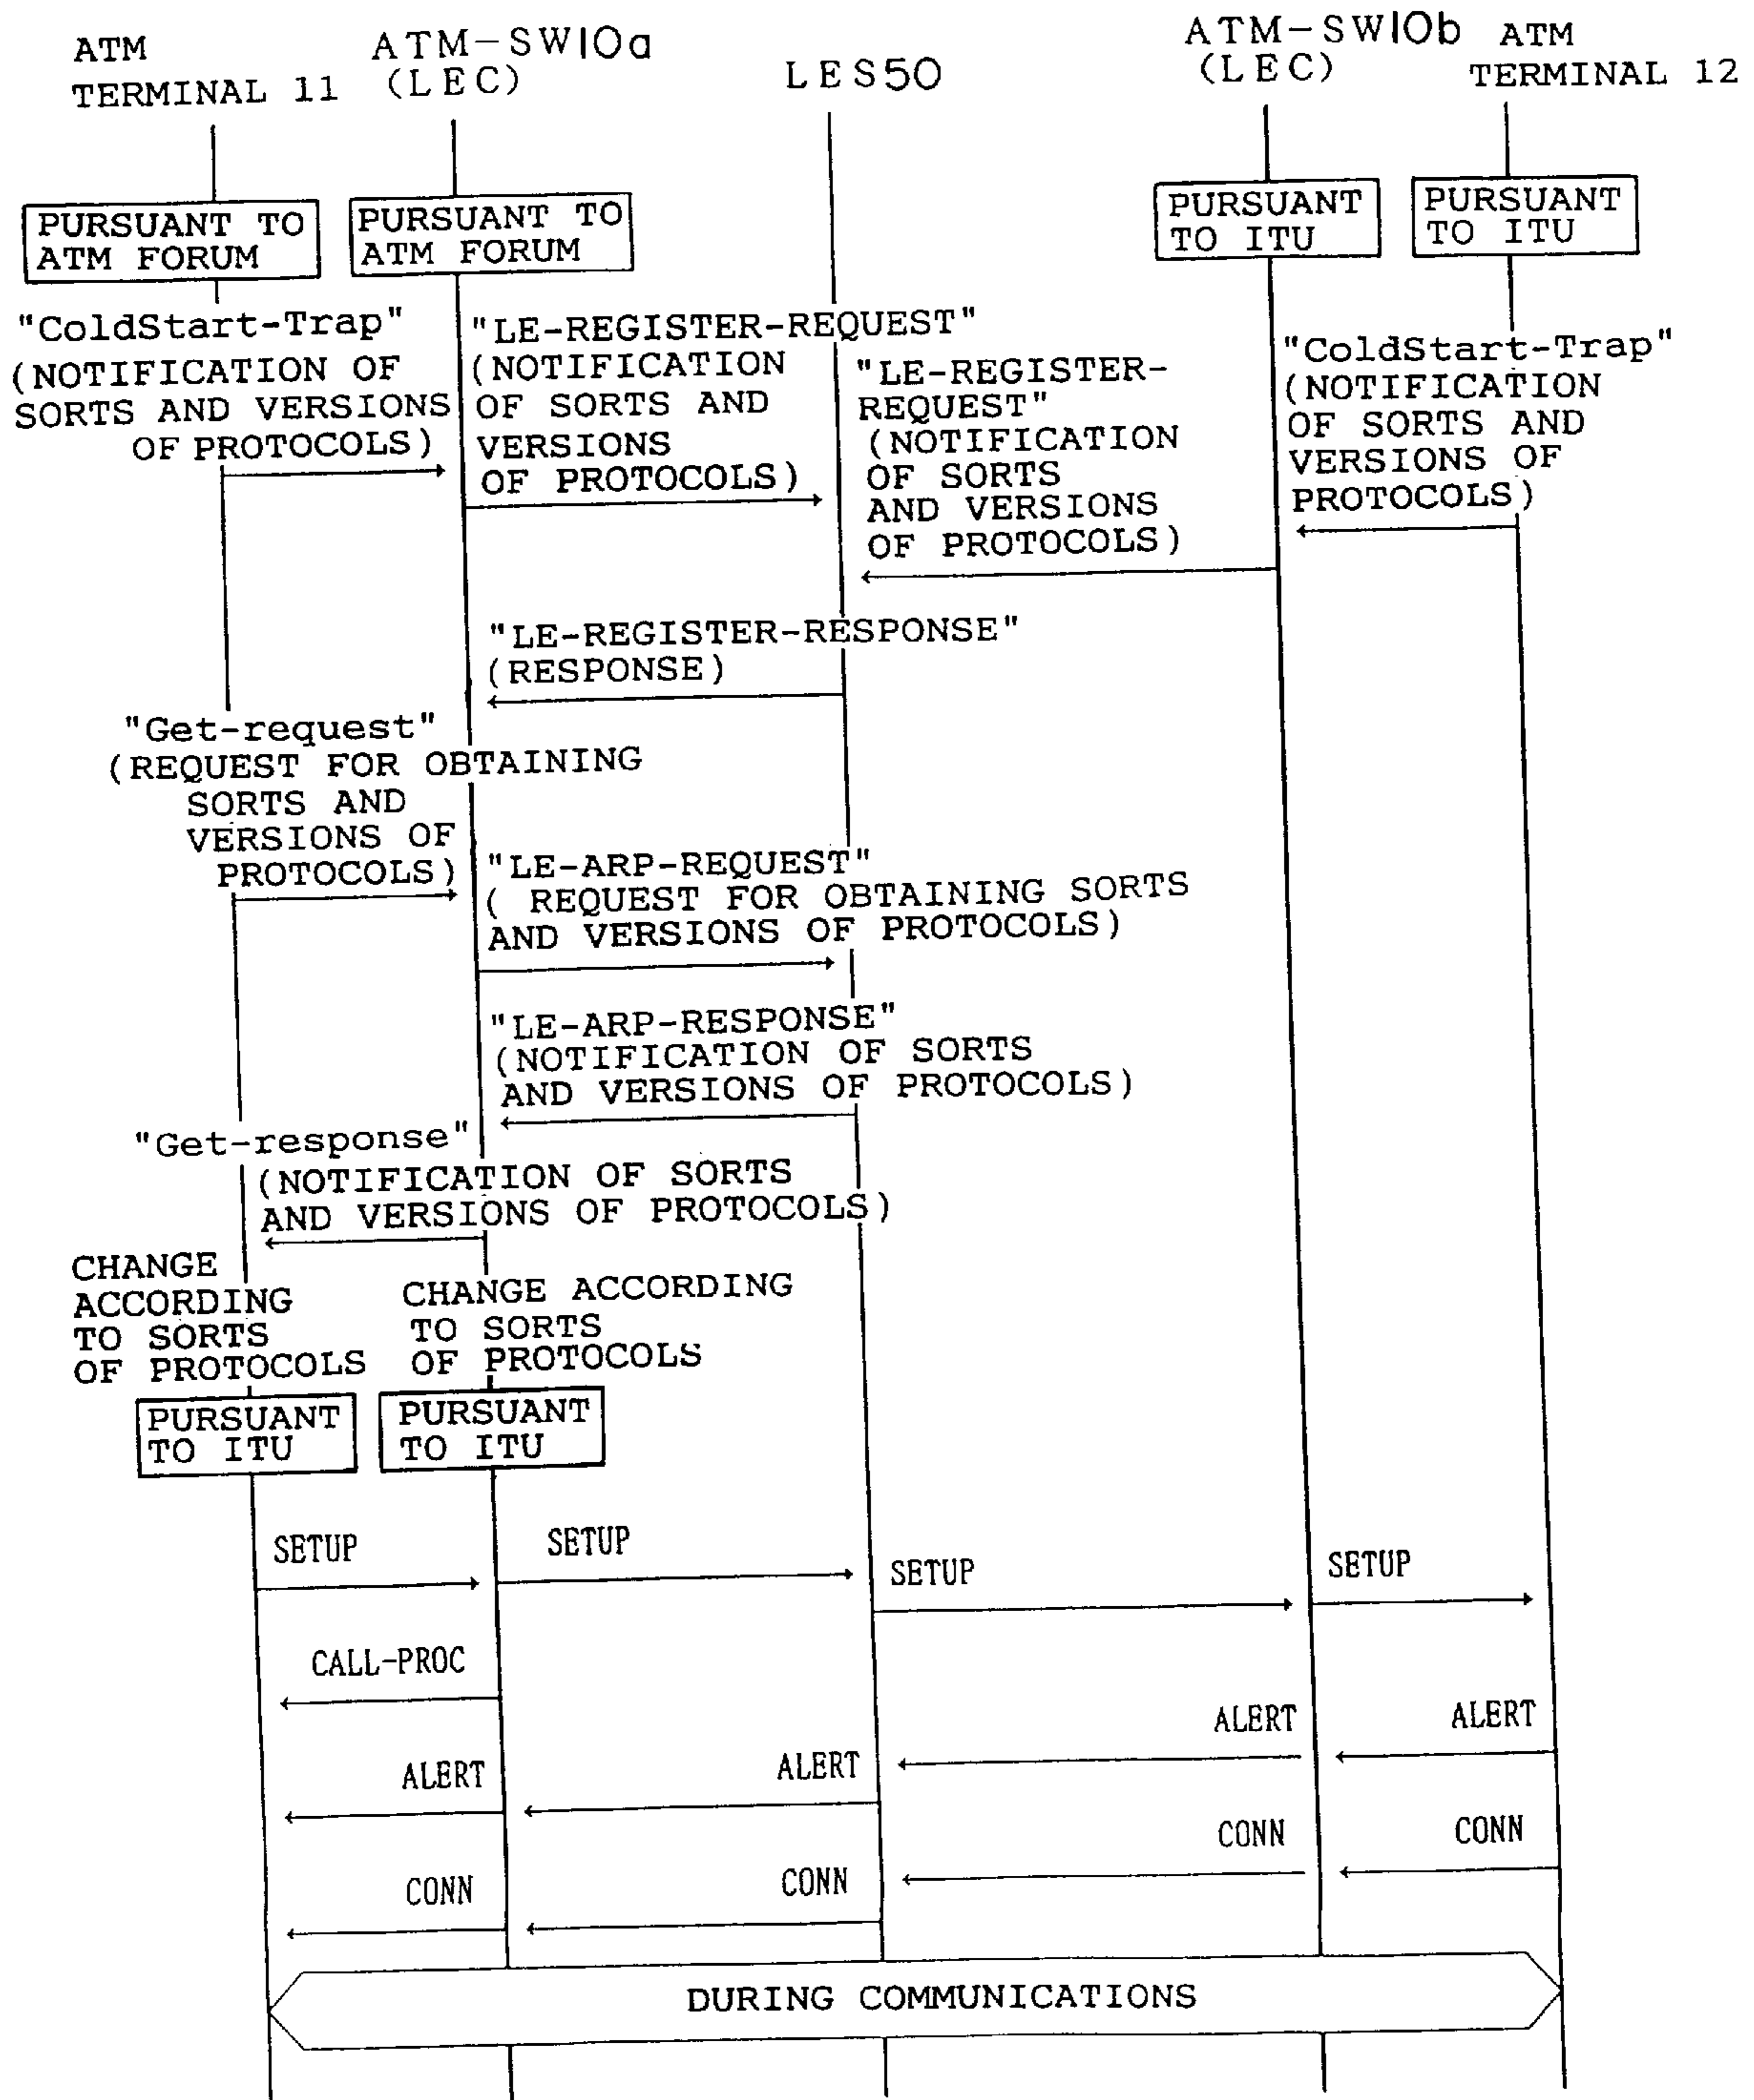 ATM
TERMINAL 11
ATM-SW10a
(LEC)
LES50
ATM-SW10b
(LEC)
ATM
TERMINAL 12
PURSUANT TO
ATM FORUM
PURSUANT TO
ATM FORUM
PURSUANT
TO ITU
PURSUANT
TO ITU
"ColdStart-Trap"
(NOTIFICATION OF
SORTS AND VERSIONS
OF PROTOCOLS)
"LE-REGISTER-REQUEST"
(NOTIFICATION
OF SORTS AND
VERSIONS
OF PROTOCOLS)
"LE-REGISTER-
REQUEST"
(NOTIFICATION
OF SORTS
AND VERSIONS
OF PROTOCOLS)
"ColdStart-Trap"
(NOTIFICATION
OF SORTS AND
VERSIONS OF
PROTOCOLS)
"LE-REGISTER-RESPONSE"
(RESPONSE)
"Get-request"
(REQUEST FOR OBTAINING
SORTS AND
VERSIONS OF
PROTOCOLS)
"LE-ARP-REQUEST"
( REQUEST FOR OBTAINING SORTS
AND VERSIONS OF PROTOCOLS)
"LE-ARP-RESPONSE"
(NOTIFICATION OF SORTS
AND VERSIONS OF PROTOCOLS)
"Get-response"
(NOTIFICATION OF SORTS
AND VERSIONS OF PROTOCOLS)
CHANGE
ACCORDING
TO SORTS
OF PROTOCOLS
CHANGE ACCORDING
TO SORTS
OF PROTOCOLS
PURSUANT
TO ITU
PURSUANT
TO ITU
SETUP
SETUP
SETUP
SETUP
CALL-PROC
ALERT
ALERT
ALERT
ALERT
CONN
CONN
CONN
CONN
DURING COMMUNICATIONS